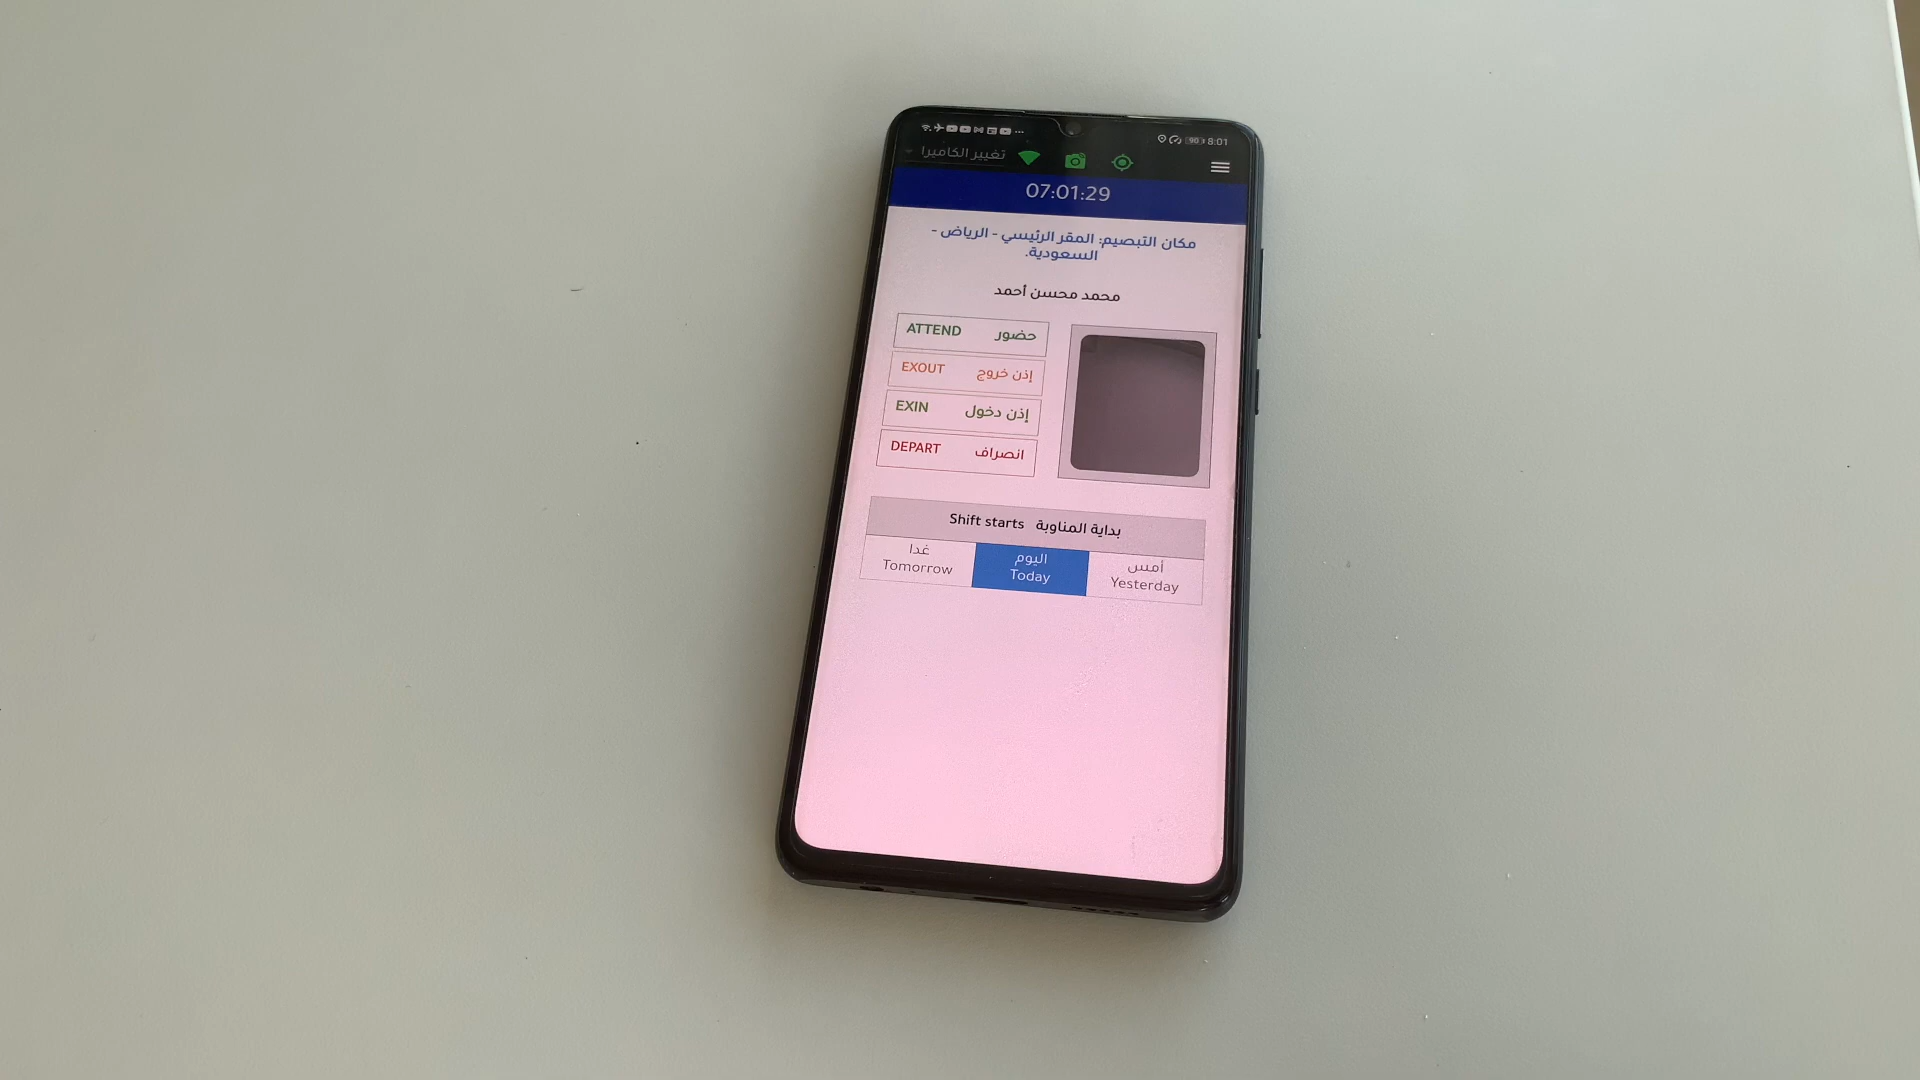 90 8:01
تغيير الكاميرا
07:01:29
مكان التبصيم: المقر الرئيسي - الرياض -
السعودية.
محمد محسن أحمد
حضور ATTEND
إذن خروج EXOUT
إذن دخول EXIN
انصراف DEPART
بداية المناوبة Shift starts
أمس
Yesterday
اليوم
Today
غدا
Tomorrow